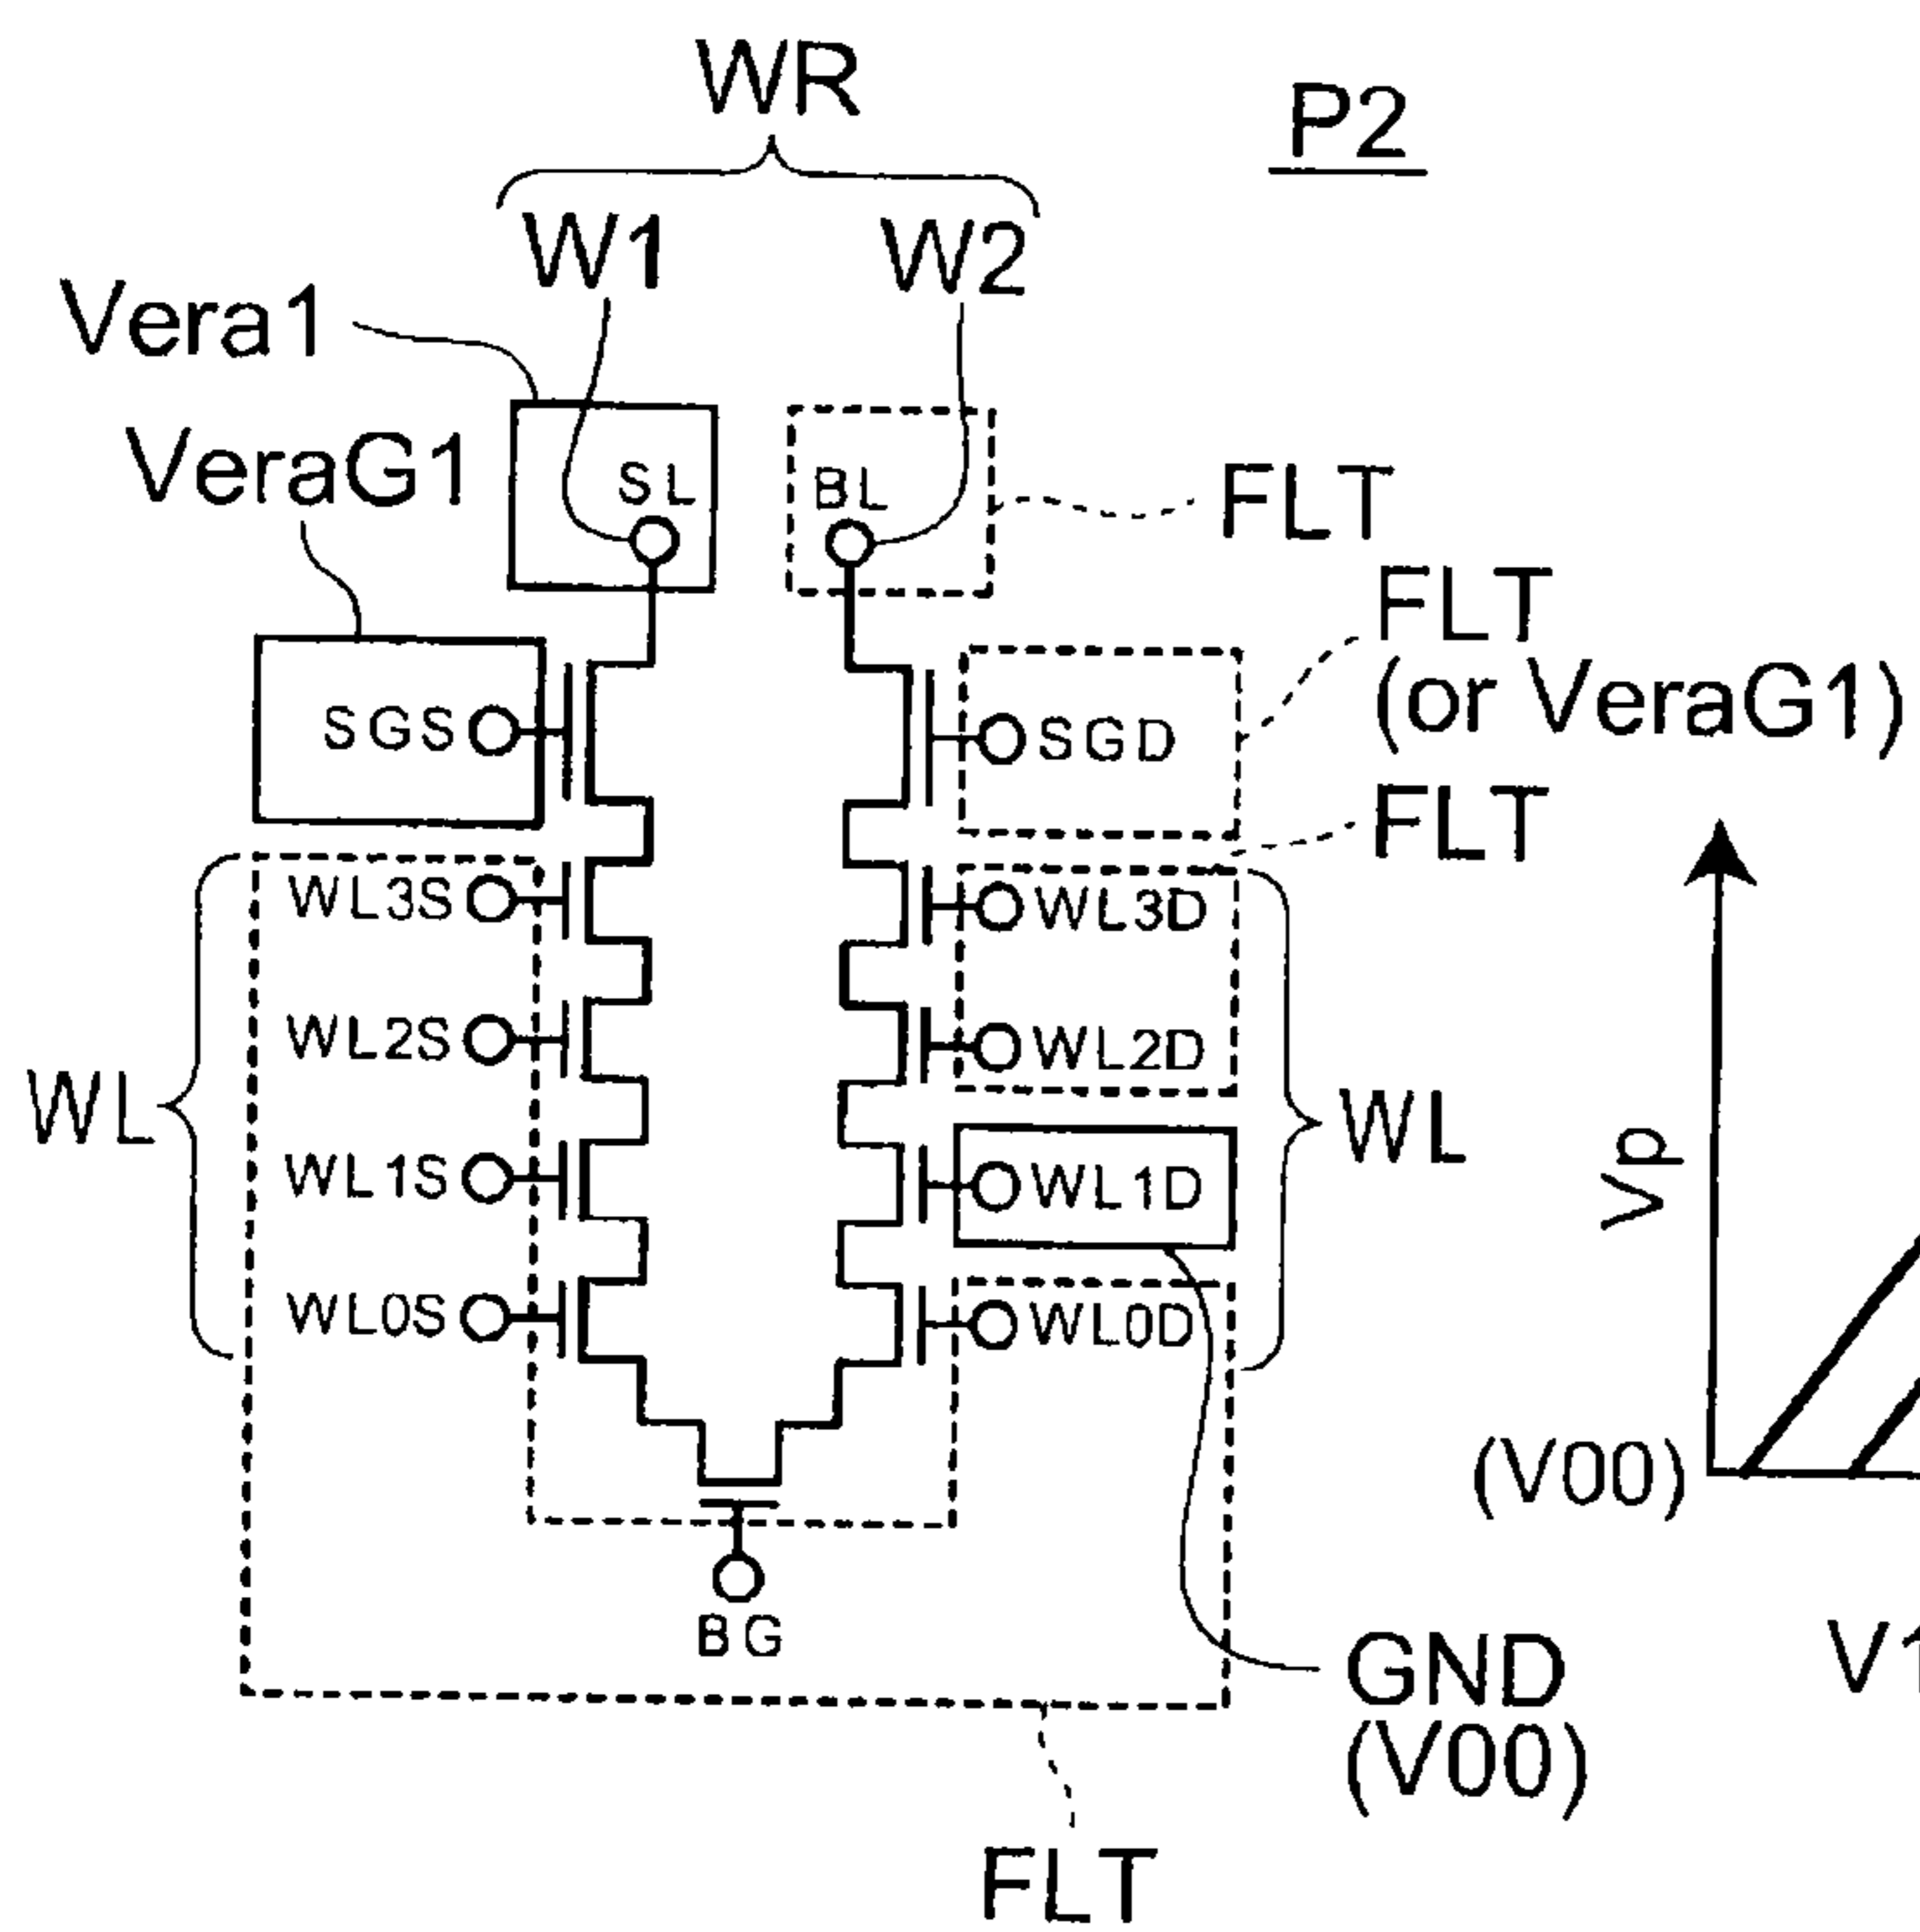 WR
P2
W1
W2
Vera1
VeraG1
SL
BL
FLT
FLT
(or VeraG1)
SGS
SGD
FLT
WL3S
WL3D
WL2S
WL2D
WL
WL
WL1S
WL1D
Vp
WL0S
WL0D
(V00)
BG
GND
(V00)
V1
FLT